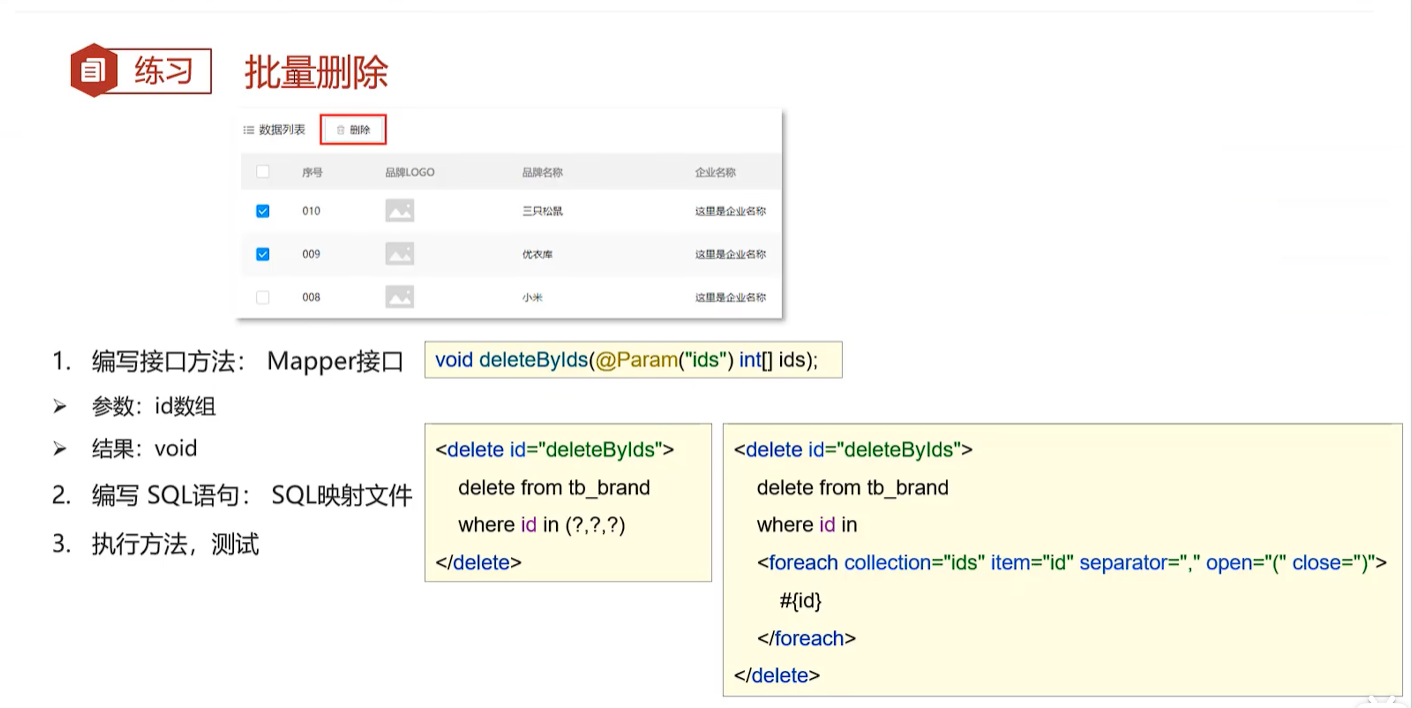 练习 批量删除
数据列表 删除
序号 品牌LOGO 品牌名称 企业名称
010 三只松鼠 这里是企业名称
009 优衣库 这里是企业名称
008 小米 这里是企业名称
1. 编写接口方法： Mapper接口
void deleteByIds(@Param("ids") int[] ids);
➢ 参数：id数组
➢ 结果：void
2. 编写 SQL语句： SQL映射文件
3. 执行方法，测试
<delete id="deleteByIds">
delete from tb_brand
where id in (?,?,?)
</delete>
<delete id="deleteByIds">
delete from tb_brand
where id in
<foreach collection="ids" item="id" separator="," open="(" close=")">
#{id}
</foreach>
</delete>